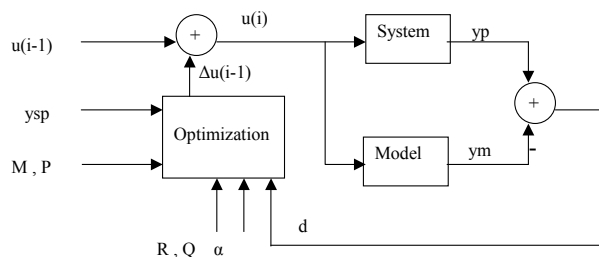 u(i)
System
yp
u(i-1)
+
Δu(i-1)
ysp
Optimization
+
M , P
Model
ym
-
d
R , Q α